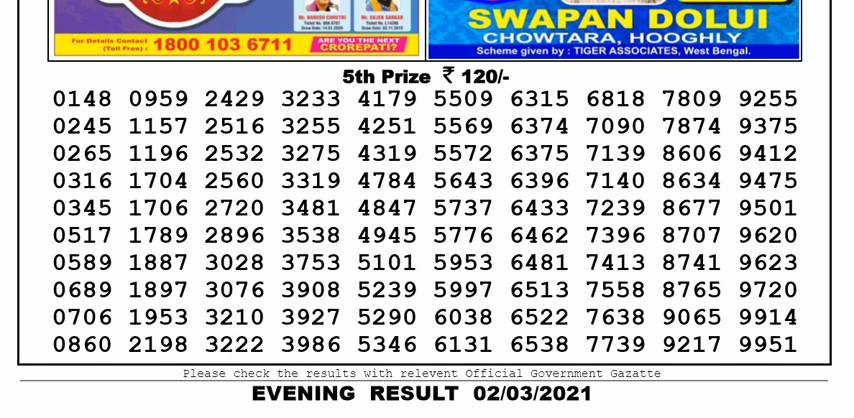 Mr. NARESH CHHETRI
Mr. SUJEN SARKAR
For Details Contact
(Toll Free) : 1800 103 6711
ARE YOU THE NEXT
CROREPATI?
SWAPAN DOLUI
CHOWTARA, HOOGHLY
Scheme given by : TIGER ASSOCIATES, West Bengal.
5th Prize ₹ 120/-
0148 0959 2429 3233 4179 5509 6315 6818 7809 9255
0245 1157 2516 3255 4251 5569 6374 7090 7874 9375
0265 1196 2532 3275 4319 5572 6375 7139 8606 9412
0316 1704 2560 3319 4784 5643 6396 7140 8634 9475
0345 1706 2720 3481 4847 5737 6433 7239 8677 9501
0517 1789 2896 3538 4945 5776 6462 7396 8707 9620
0589 1887 3028 3753 5101 5953 6481 7413 8741 9623
0689 1897 3076 3908 5239 5997 6513 7558 8765 9720
0706 1953 3210 3927 5290 6038 6522 7638 9065 9914
0860 2198 3222 3986 5346 6131 6538 7739 9217 9951
Please check the results with relevent Official Government Gazatte
EVENING RESULT 02/03/2021